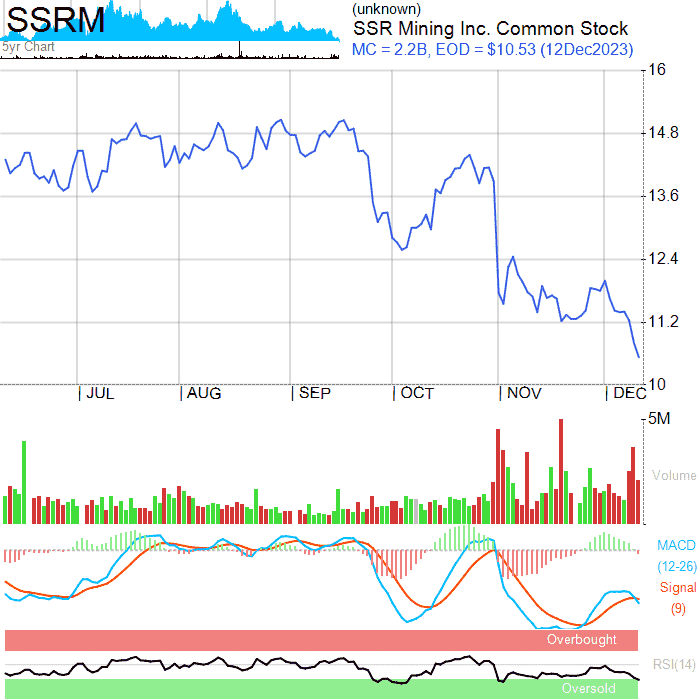 SSRM
5yr Chart
(unknown)
SSR Mining Inc. Common Stock
MC = 2.2B, EOD = $10.53 (12Dec2023)
16
14.8
13.6
12.4
11.2
10
JUL AUG SEP OCT NOV DEC
5M
Volume
MACD
(12-26)
Signal
(9)
Overbought
RSI(14)
Oversold